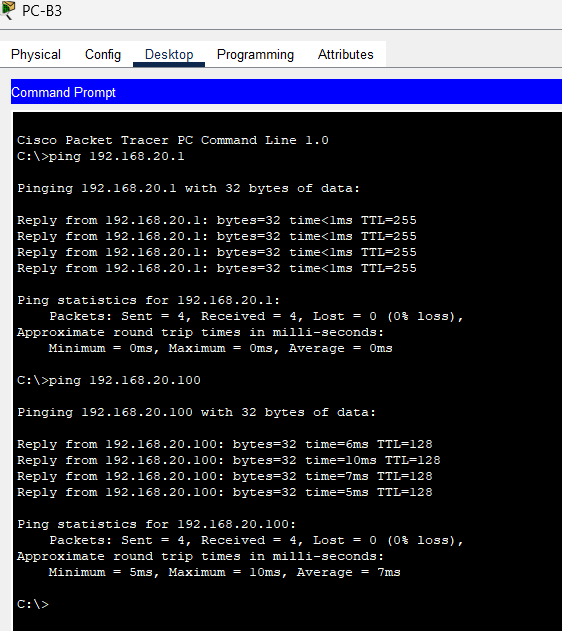 PC-B3
Physical Config Desktop Programming Attributes
Command Prompt
Cisco Packet Tracer PC Command Line 1.0
C:\>ping 192.168.20.1
Pinging 192.168.20.1 with 32 bytes of data:
Reply from 192.168.20.1: bytes=32 time<1ms TTL=255
Reply from 192.168.20.1: bytes=32 time<1ms TTL=255
Reply from 192.168.20.1: bytes=32 time<1ms TTL=255
Reply from 192.168.20.1: bytes=32 time<1ms TTL=255
Ping statistics for 192.168.20.1:
Packets: Sent = 4, Received = 4, Lost = 0 (0% loss),
Approximate round trip times in milli-seconds:
Minimum = 0ms, Maximum = 0ms, Average = 0ms
C:\>ping 192.168.20.100
Pinging 192.168.20.100 with 32 bytes of data:
Reply from 192.168.20.100: bytes=32 time=6ms TTL=128
Reply from 192.168.20.100: bytes=32 time=10ms TTL=128
Reply from 192.168.20.100: bytes=32 time=7ms TTL=128
Reply from 192.168.20.100: bytes=32 time=5ms TTL=128
Ping statistics for 192.168.20.100:
Packets: Sent = 4, Received = 4, Lost = 0 (0% loss),
Approximate round trip times in milli-seconds:
Minimum = 5ms, Maximum = 10ms, Average = 7ms
C:\>